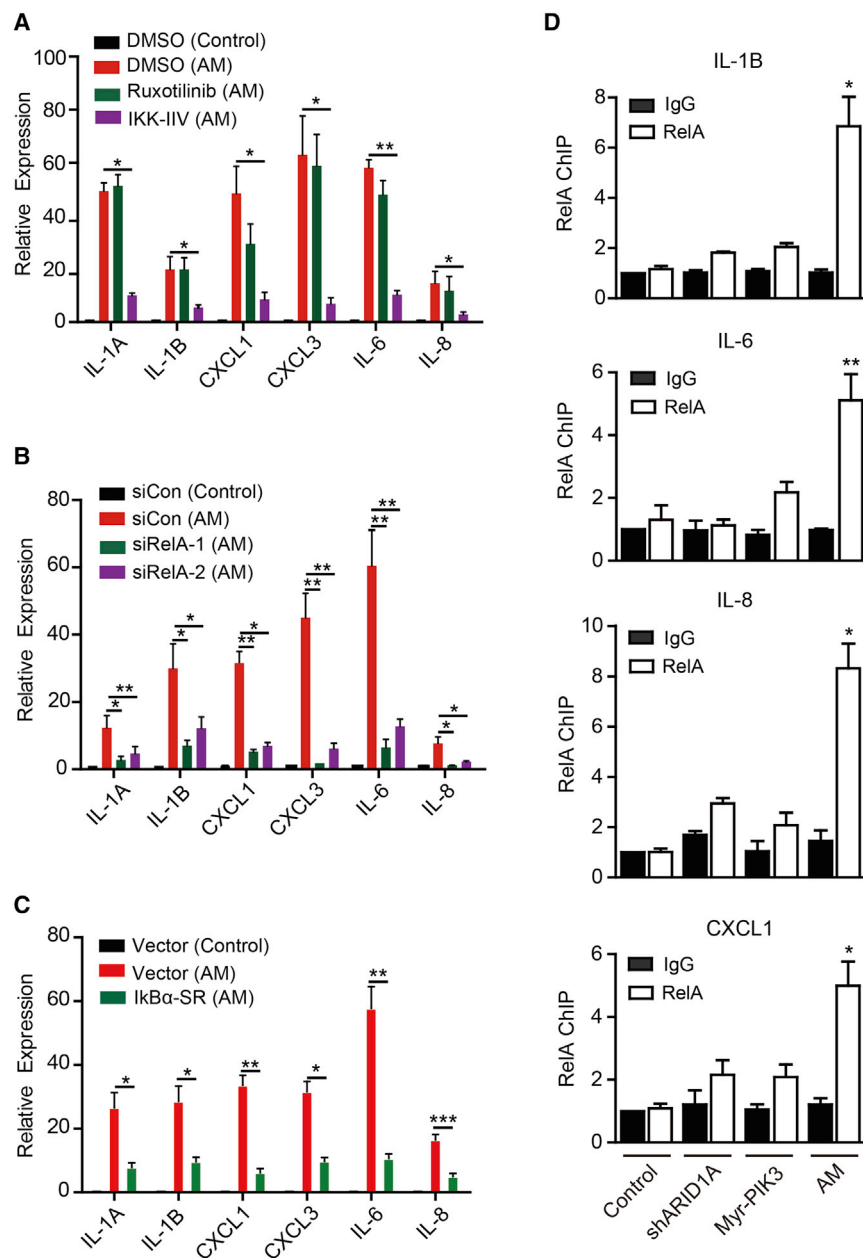 A
DMSO (Control)
DMSO (AM)
Ruxotilinib (AM)
IKK-IIV (AM)
Relative Expression
100
80
60
40
20
0
* * * * ** *
IL-1A IL-1B CXCL1 CXCL3 IL-6 IL-8
B
siCon (Control)
siCon (AM)
siRelA-1 (AM)
siRelA-2 (AM)
Relative Expression
80
60
40
20
0
** * * ** ** *
* * ** ** ** *
IL-1A IL-1B CXCL1 CXCL3 IL-6 IL-8
C
Vector (Control)
Vector (AM)
IkBα-SR (AM)
Relative Expression
80
60
40
20
0
* * ** * ** ***
IL-1A IL-1B CXCL1 CXCL3 IL-6 IL-8
D
IL-1B
IgG
RelA
RelA ChIP
8
6
4
2
0
*
IL-6
IgG
RelA
RelA ChIP
6
4
2
0
**
IL-8
IgG
RelA
RelA ChIP
10
8
6
4
2
0
*
CXCL1
IgG
RelA
RelA ChIP
6
4
2
0
*
Control shARID1A Myr-PIK3 AM